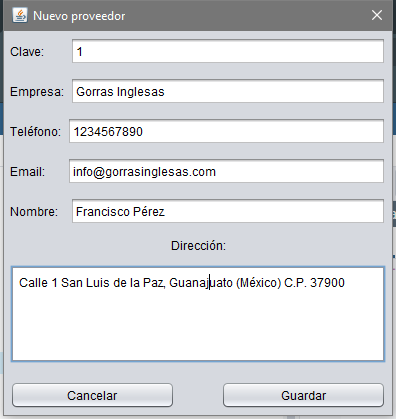 Nuevo proveedor
Clave: 1
Empresa: Gorras Inglesas
Teléfono: 1234567890
Email: info@gorrasinglesas.com
Nombre: Francisco Pérez
Dirección:
Calle 1 San Luis de la Paz, Guanajuato (México) C.P. 37900
Cancelar Guardar